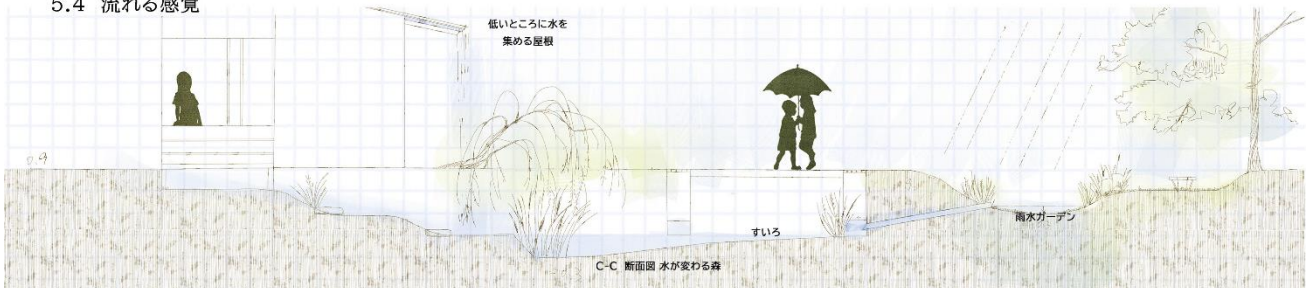 5.4 流れる感覚
低いところに水を
集める屋根
雨水ガーデン
すいろ
C-C 断面図 水が変わる森